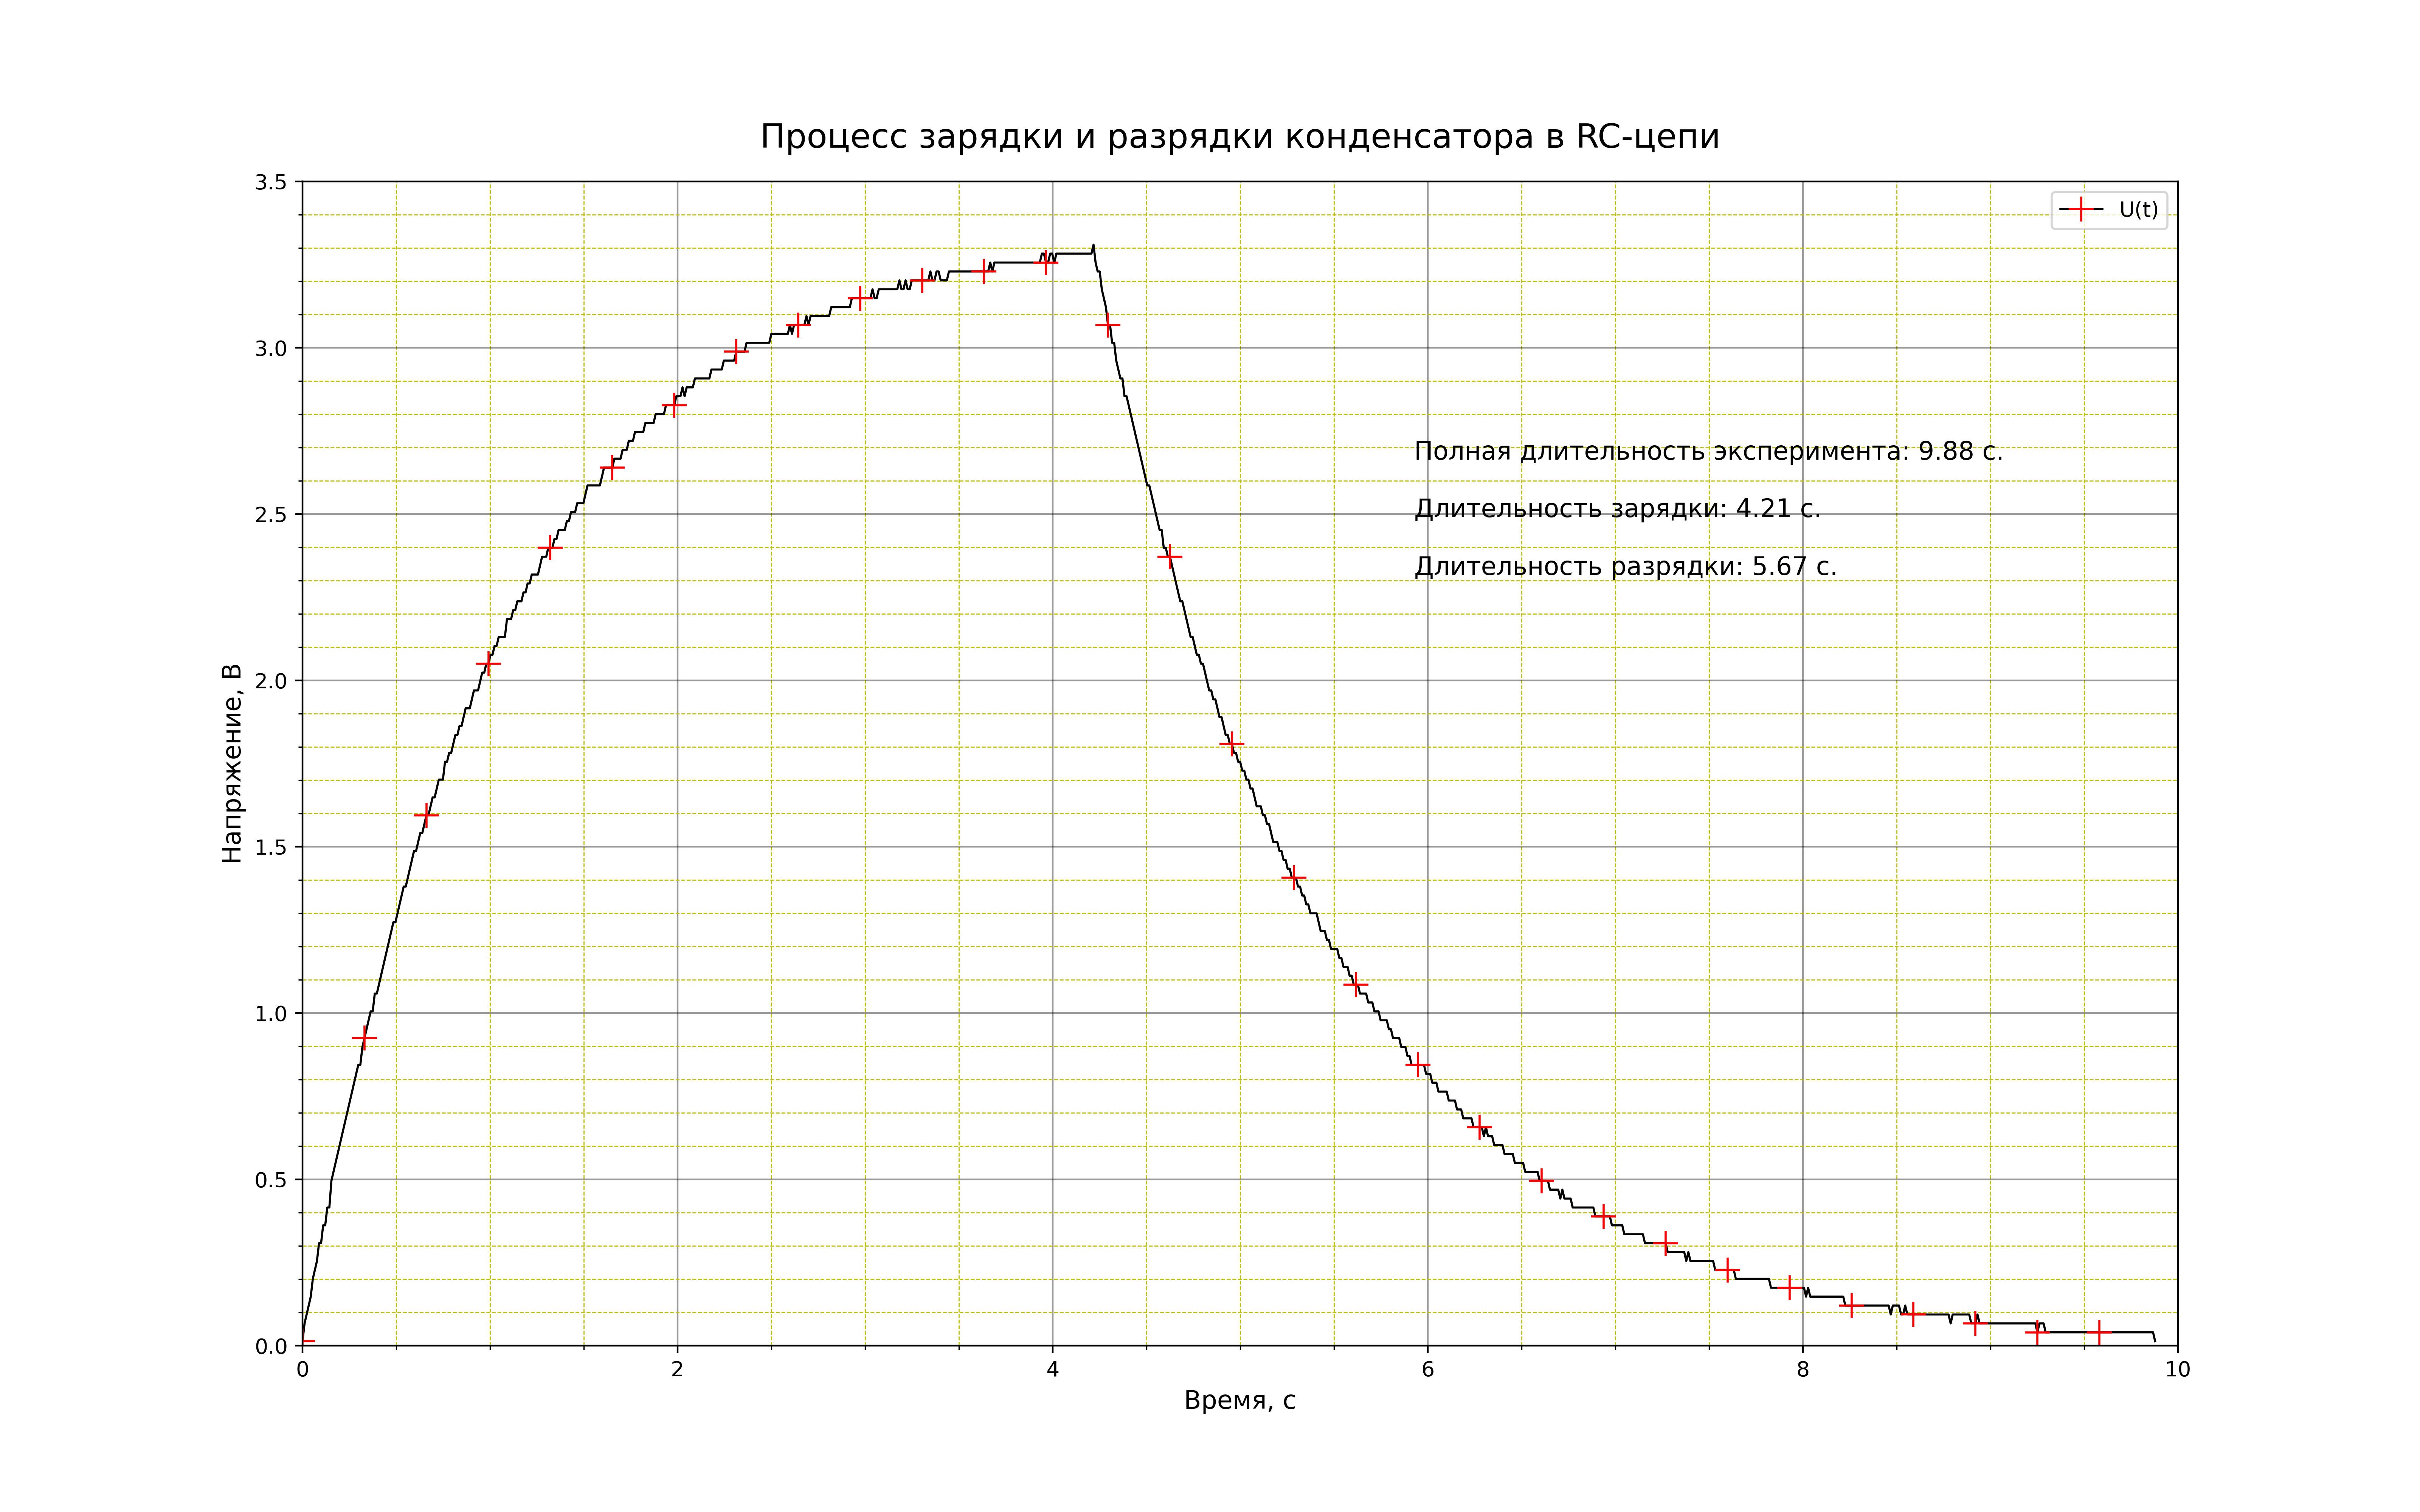 Процесс зарядки и разрядки конденсатора в RC-цепи
3.5
U(t)
3.0
Полная длительность эксперимента: 9.88 с.
2.5
Длительность зарядки: 4.21 с.
Длительность разрядки: 5.67 с.
2.0
Напряжение, В
1.5
1.0
0.5
0.0
0 2 4 6 8 10
Время, с